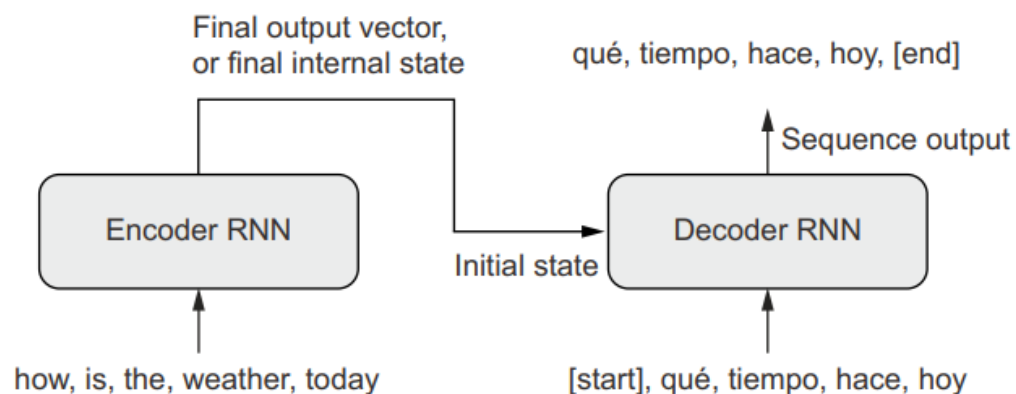 Final output vector,
or final internal state
qué, tiempo, hace, hoy, [end]
Sequence output
Encoder RNN
Decoder RNN
Initial state
how, is, the, weather, today
[start], qué, tiempo, hace, hoy